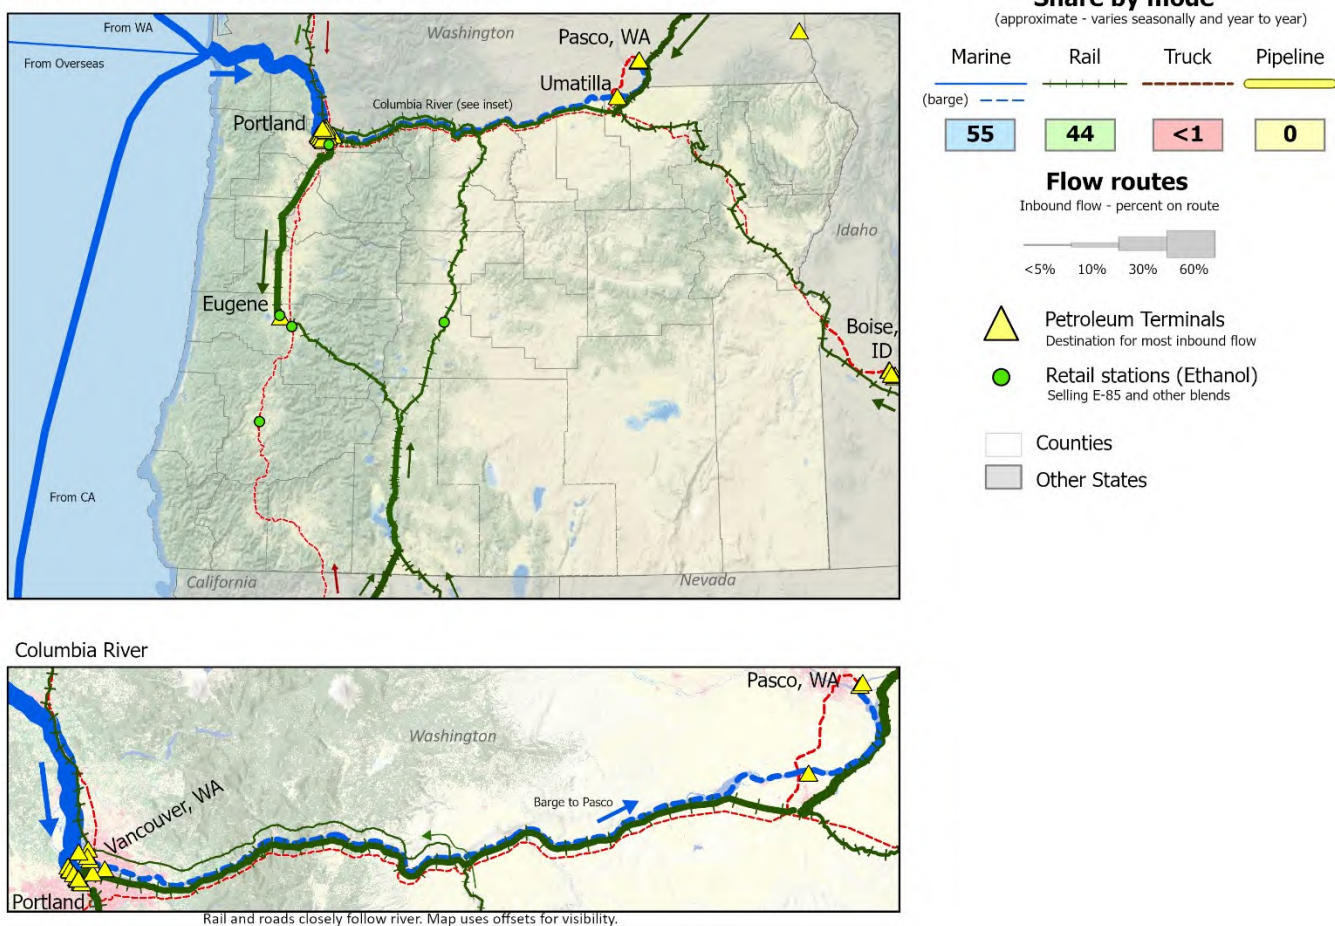 Share by mode
(approximate - varies seasonally and year to year)
Marine Rail Truck Pipeline
(barge)
55 44 <1 0
Flow routes
Inbound flow - percent on route
<5% 10% 30% 60%
Petroleum Terminals
Destination for most inbound flow
Retail stations (Ethanol)
Selling E-85 and other blends
Counties
Other States
From WA
Washington
Pasco, WA
From Overseas
Umatilla
Columbia River (see inset)
Portland
Idaho
Eugene
Boise,
ID
From CA
California
Nevada
Columbia River
Pasco, WA
Washington
Barge to Pasco
Vancouver, WA
Portland
Rail and roads closely follow river. Map uses offsets for visibility.